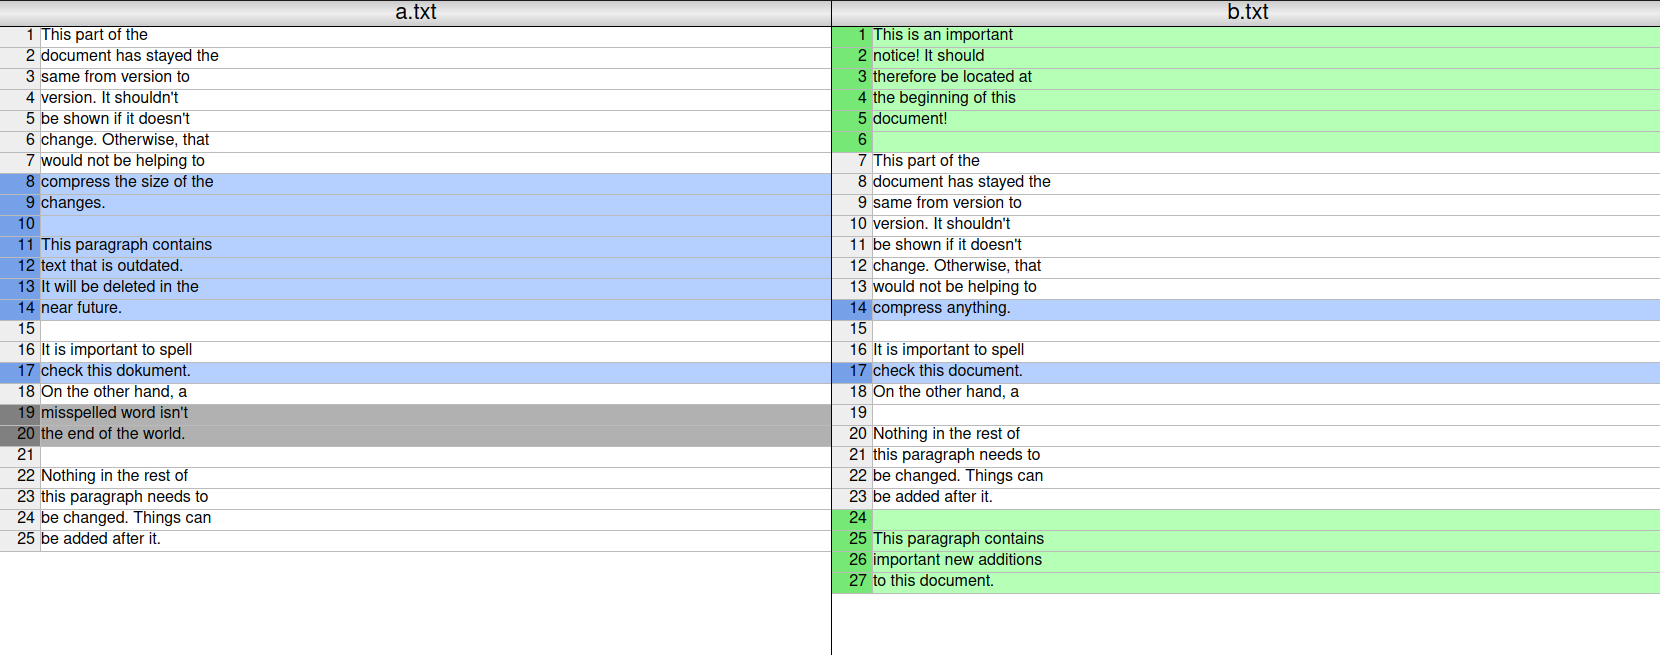 a.txt
1 This part of the
2 document has stayed the
3 same from version to
4 version. It shouldn't
5 be shown if it doesn't
6 change. Otherwise, that
7 would not be helping to
8 compress the size of the
9 changes.
10
11 This paragraph contains
12 text that is outdated.
13 It will be deleted in the
14 near future.
15
16 It is important to spell
17 check this dokument.
18 On the other hand, a
19 misspelled word isn't
20 the end of the world.
21
22 Nothing in the rest of
23 this paragraph needs to
24 be changed. Things can
25 be added after it.
b.txt
1 This is an important
2 notice! It should
3 therefore be located at
4 the beginning of this
5 document!
6
7 This part of the
8 document has stayed the
9 same from version to
10 version. It shouldn't
11 be shown if it doesn't
12 change. Otherwise, that
13 would not be helping to
14 compress anything.
15
16 It is important to spell
17 check this document.
18 On the other hand, a
19
20 Nothing in the rest of
21 this paragraph needs to
22 be changed. Things can
23 be added after it.
24
25 This paragraph contains
26 important new additions
27 to this document.